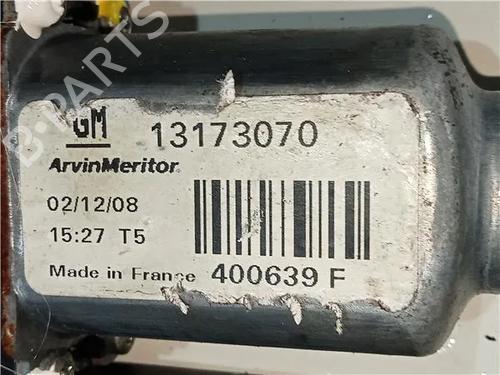 B-PARTS
GM 13173070
ArvinMeritor
02/12/08
15:27 T5
Made in France 400639 F